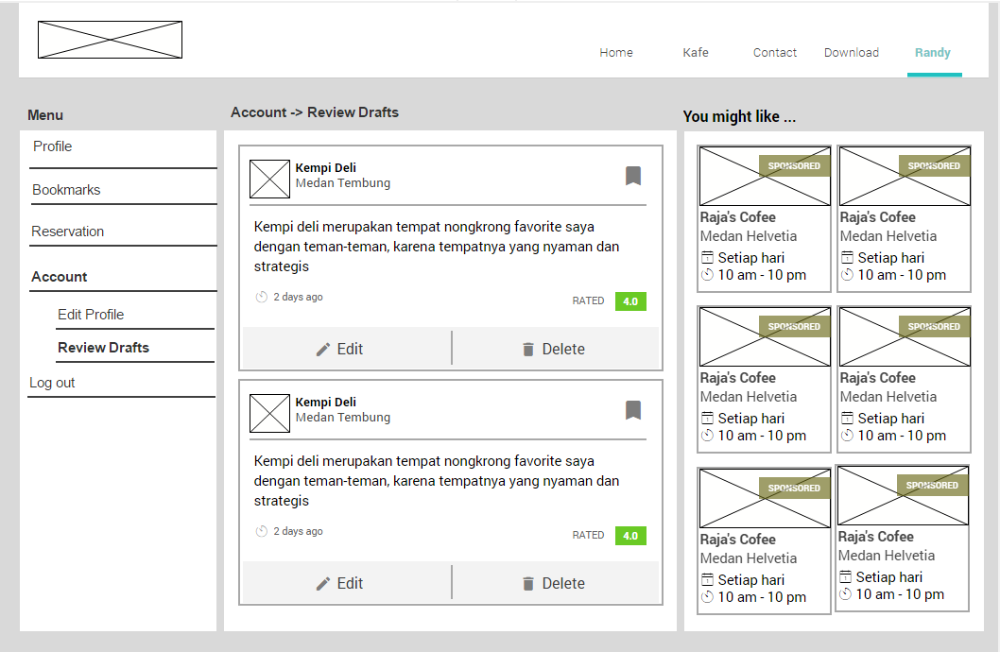 Home Kafe Contact Download Randy
Menu
Profile
Bookmarks
Reservation
Account
Edit Profile
Review Drafts
Log out
Account -> Review Drafts
Kempi Deli
Medan Tembung
Kempi deli merupakan tempat nongkrong favorite saya
dengan teman-teman, karena tempatnya yang nyaman dan
strategis
2 days ago RATED 4.0
Edit Delete
Kempi Deli
Medan Tembung
Kempi deli merupakan tempat nongkrong favorite saya
dengan teman-teman, karena tempatnya yang nyaman dan
strategis
2 days ago RATED 4.0
Edit Delete
You might like ...
SPONSORED
Raja's Cofee
Medan Helvetia
Setiap hari
10 am - 10 pm
SPONSORED
Raja's Cofee
Medan Helvetia
Setiap hari
10 am - 10 pm
SPONSORED
Raja's Cofee
Medan Helvetia
Setiap hari
10 am - 10 pm
SPONSORED
Raja's Cofee
Medan Helvetia
Setiap hari
10 am - 10 pm
SPONSORED
Raja's Cofee
Medan Helvetia
Setiap hari
10 am - 10 pm
SPONSORED
Raja's Cofee
Medan Helvetia
Setiap hari
10 am - 10 pm